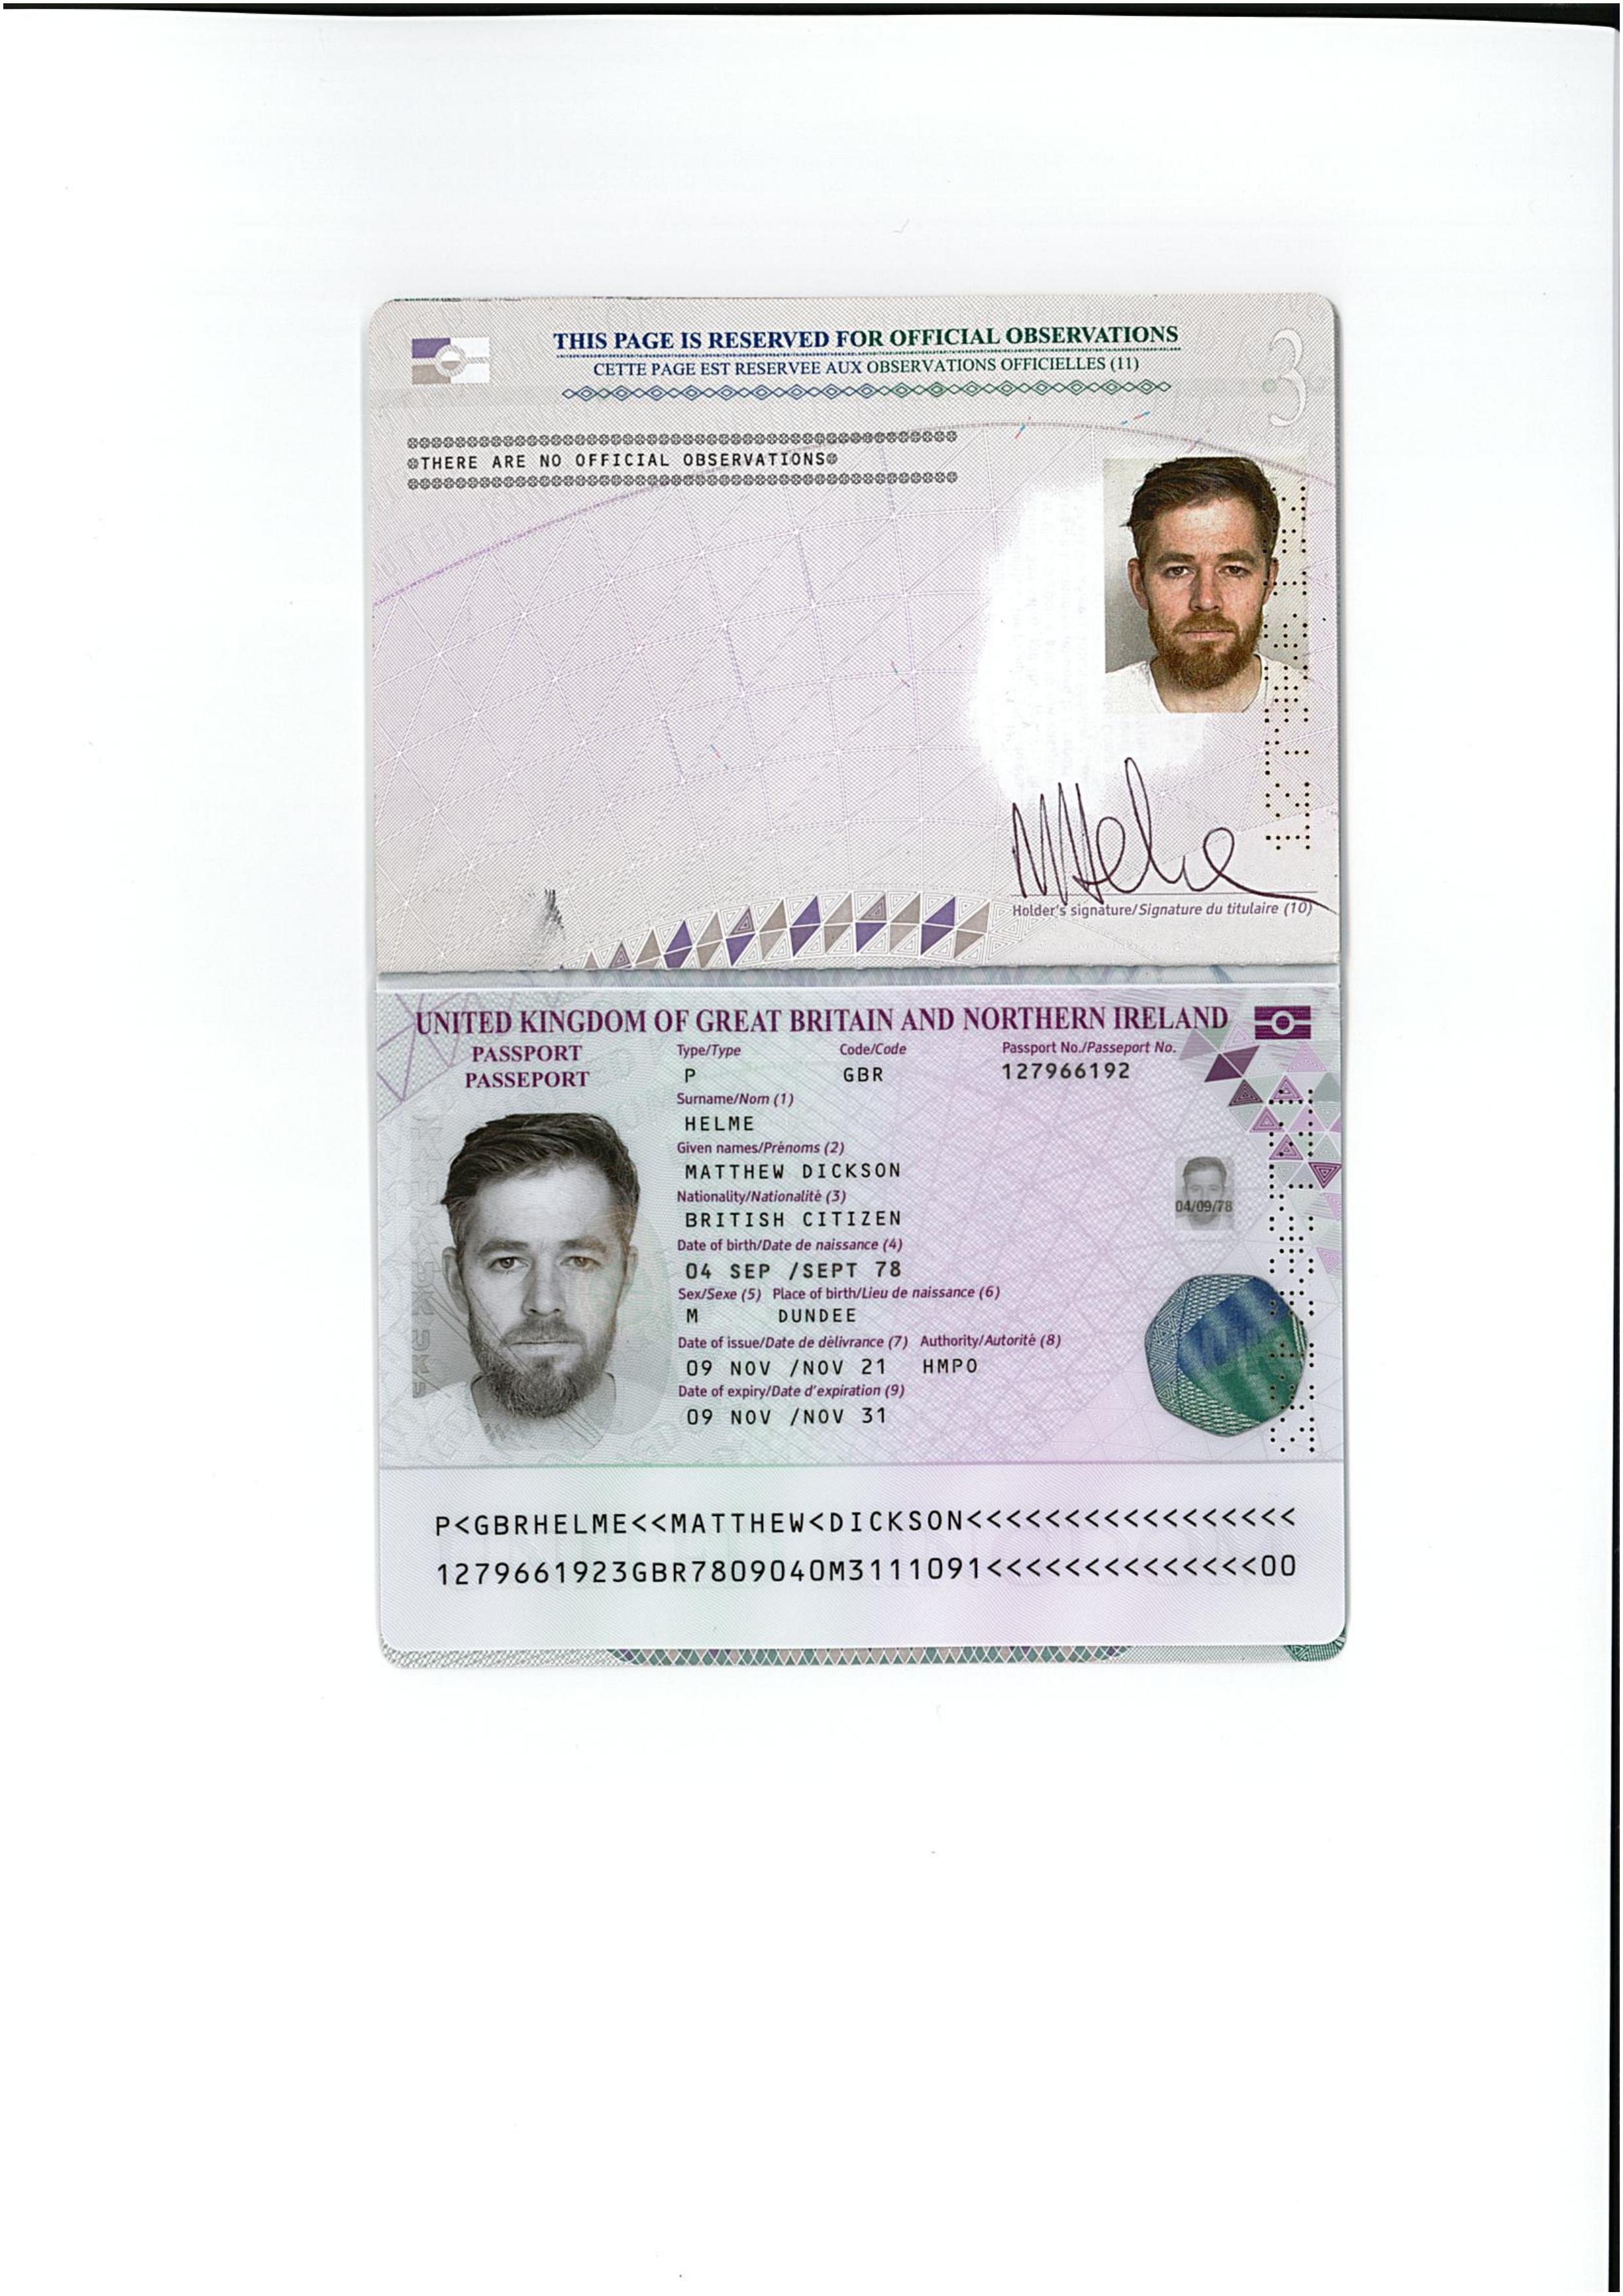 THIS PAGE IS RESERVED FOR OFFICIAL OBSERVATIONS
CETTE PAGE EST RESERVEE AUX OBSERVATIONS OFFICIELLES (11)
3
THERE ARE NO OFFICIAL OBSERVATIONS
Holder's signature/Signature du titulaire (10)
UNITED KINGDOM OF GREAT BRITAIN AND NORTHERN IRELAND
PASSPORT
PASSEPORT
Type/Type Code/Code Passport No./Passeport No.
P GBR 127966192
Surname/Nom (1)
HELME
Given names/Prénoms (2)
MATTHEW DICKSON
Nationality/Nationalité (3)
BRITISH CITIZEN
Date of birth/Date de naissance (4)
04 SEP /SEPT 78
04/09/78
Sex/Sexe (5) Place of birth/Lieu de naissance (6)
M DUNDEE
Date of issue/Date de délivrance (7) Authority/Autorité (8)
09 NOV /NOV 21 HMPO
Date of expiry/Date d'expiration (9)
09 NOV /NOV 31
P<GBRHELME<<MATTHEW<DICKSON<<<<<<<<<<<<<<<<<
1279661923GBR7809040M3111091<<<<<<<<<<<<<<00